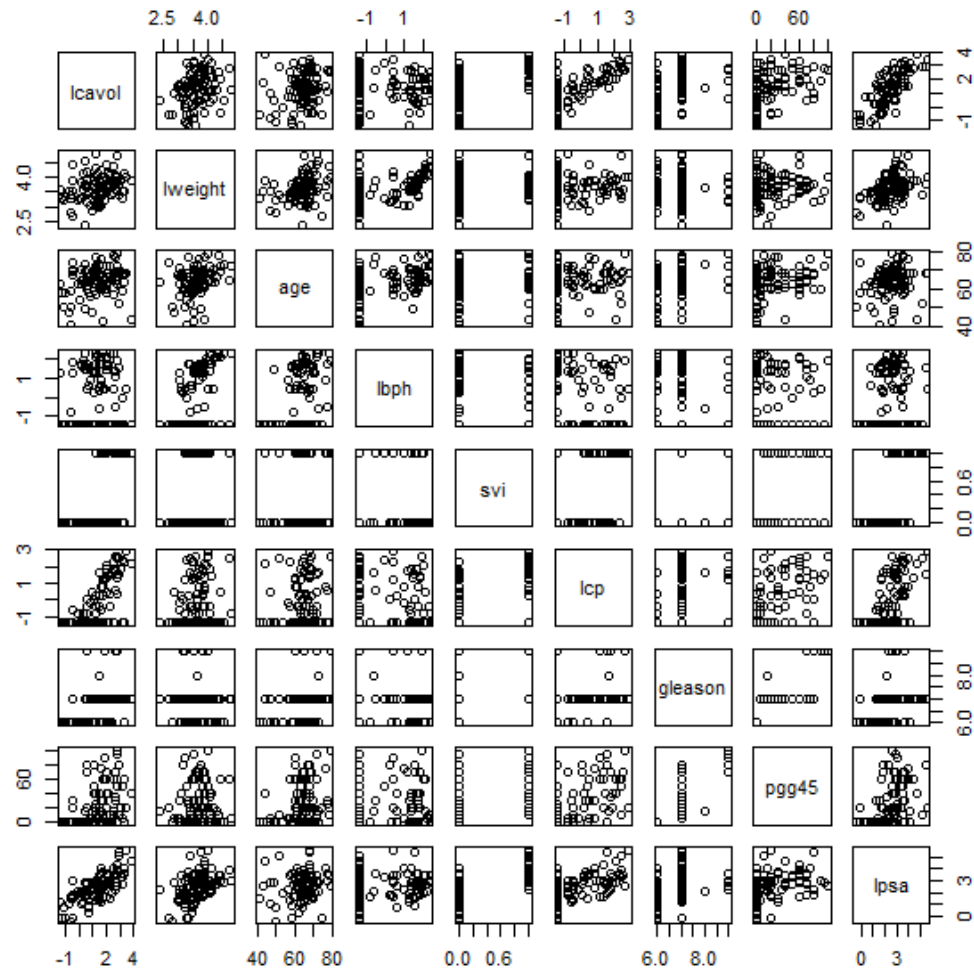 2.5 4.0 -1 1 -1 1 3 0 60
lcavol -1 2 4
2.5 4.0 lweight
age 40 60 80
-1 1 lbph
svi 0.0 0.6
-1 1 3 lcp
gleason 6.0 8.0
0 60 pgg45
lpsa 0 3
-1 2 4 40 60 80 0.0 0.6 6.0 8.0 0 3